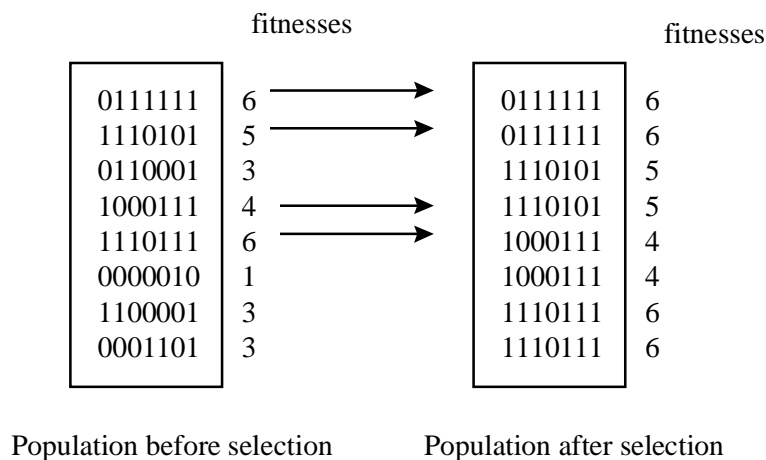 fitnesses
fitnesses
0111111 6 0111111 6
1110101 5 0111111 6
0110001 3 1110101 5
1000111 4 1110101 5
1110111 6 1000111 4
0000010 1 1000111 4
1100001 3 1110111 6
0001101 3 1110111 6
Population before selection Population after selection